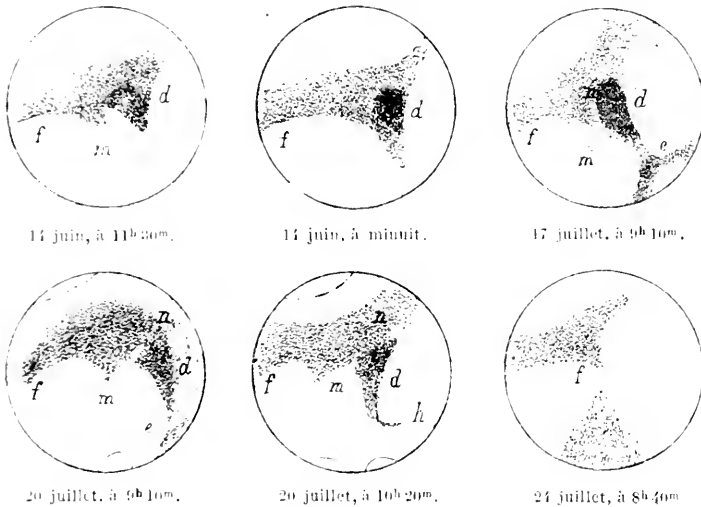 d
f
m
14 juin, à 11h 20m.
d
f
14 juin, à minuit.
n
d
f
m
e
17 juillet, à 9h 10m.
n
f
d
m
e
20 juillet, à 9h 10m.
n
f
m
d
h
20 juillet, à 10h 20m.
f
24 juillet, à 8h 40m